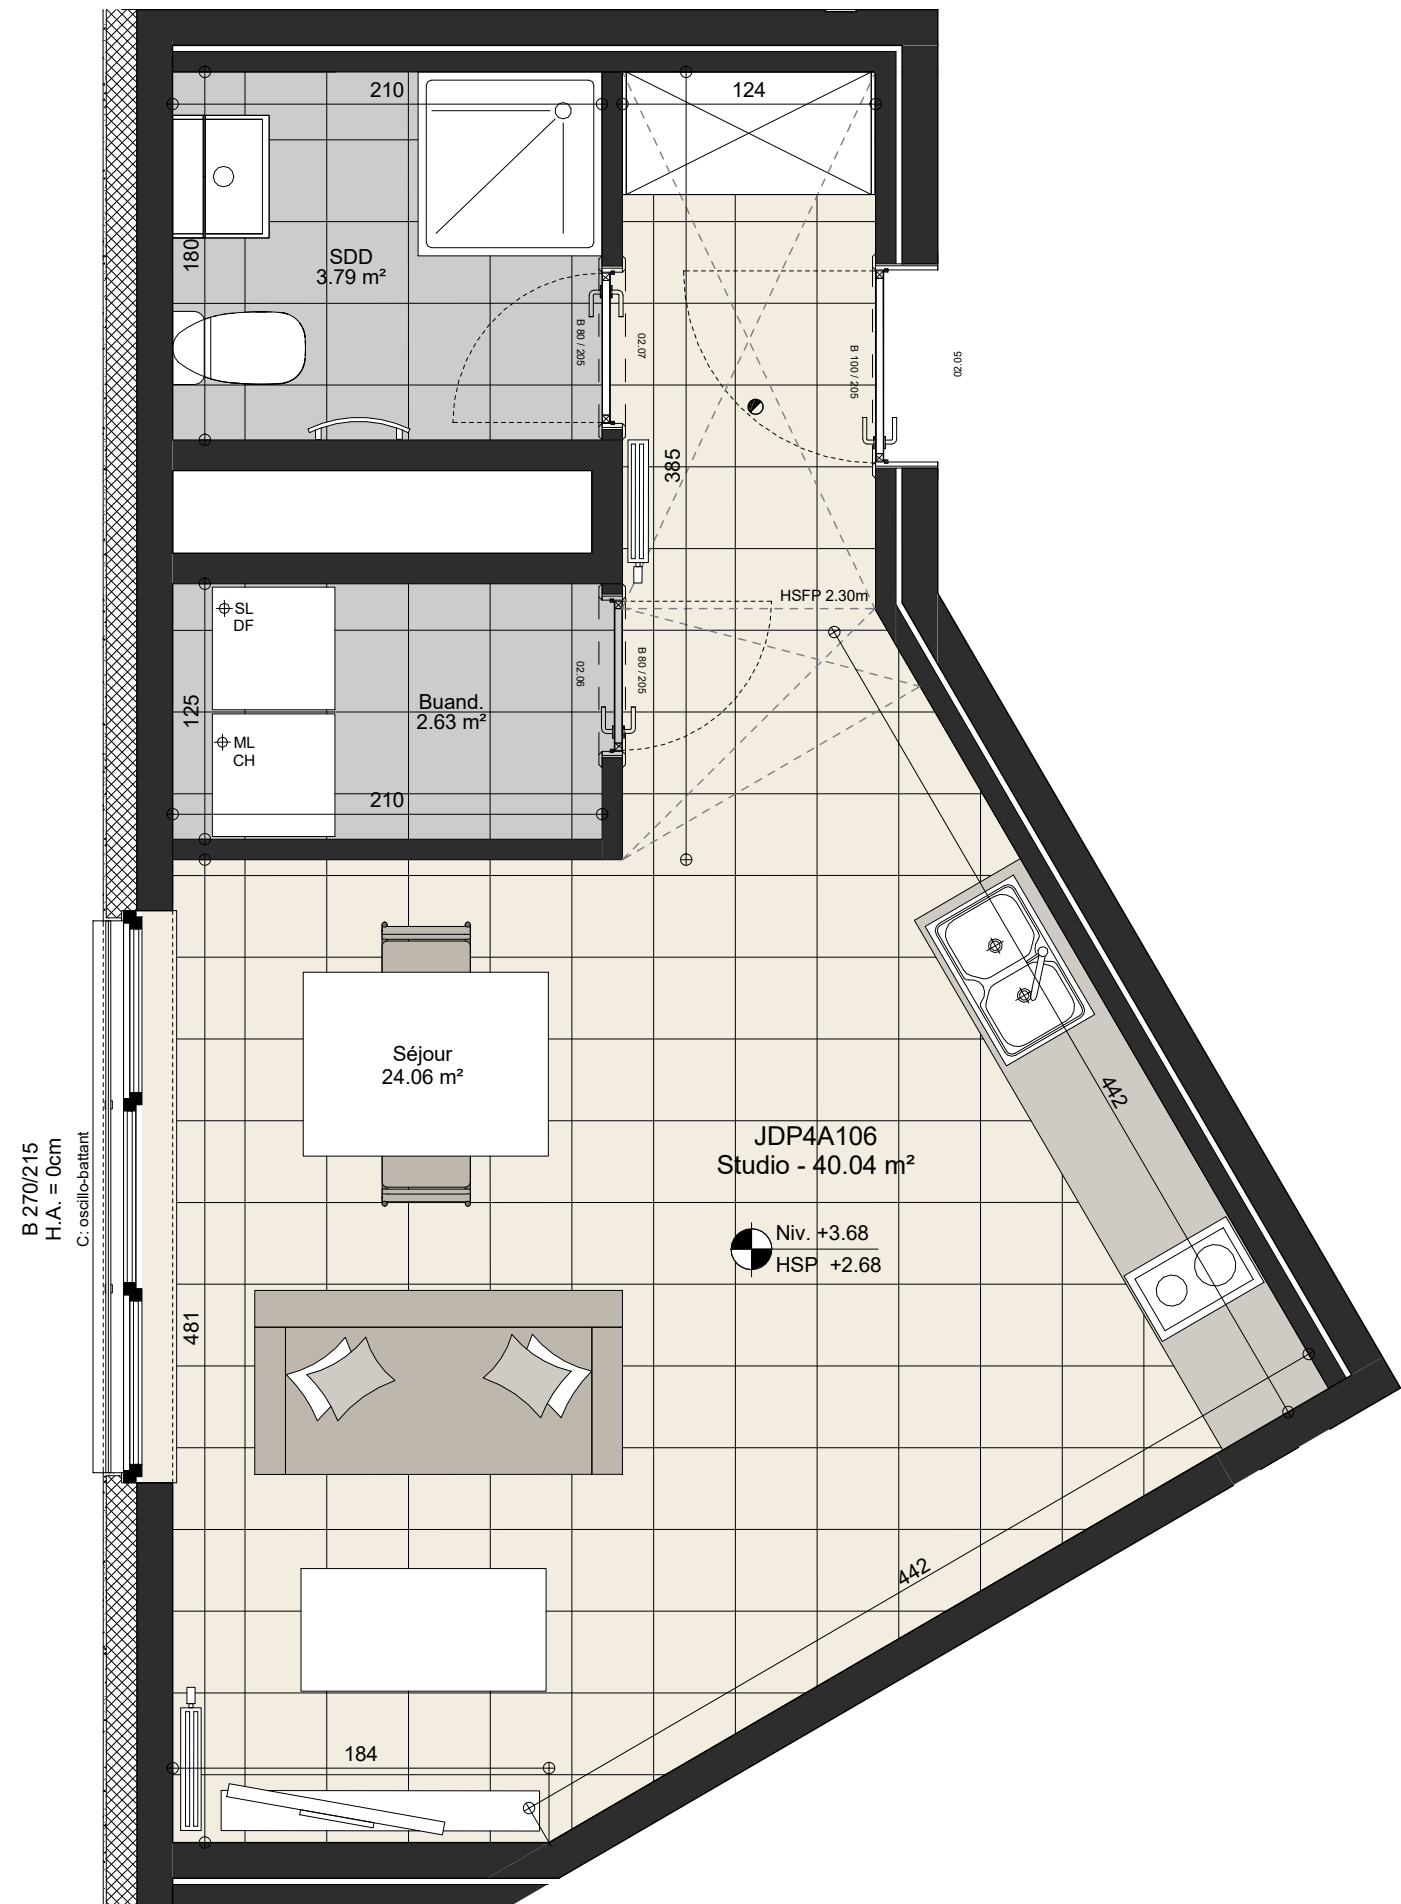 210
124
180
SDD
3.79 m²
B 80 / 205
02.07
B 100 / 205
02.05
385
HSFP 2.30m
SL
DF
125
ML
CH
Buand.
2.63 m²
02.06
B 80 / 205
210
Séjour
24.06 m²
442
JDP4A106
Studio - 40.04 m²
B 270/215
H.A. = 0cm
C: oscillo-battant
Niv. +3.68
HSP +2.68
481
442
184